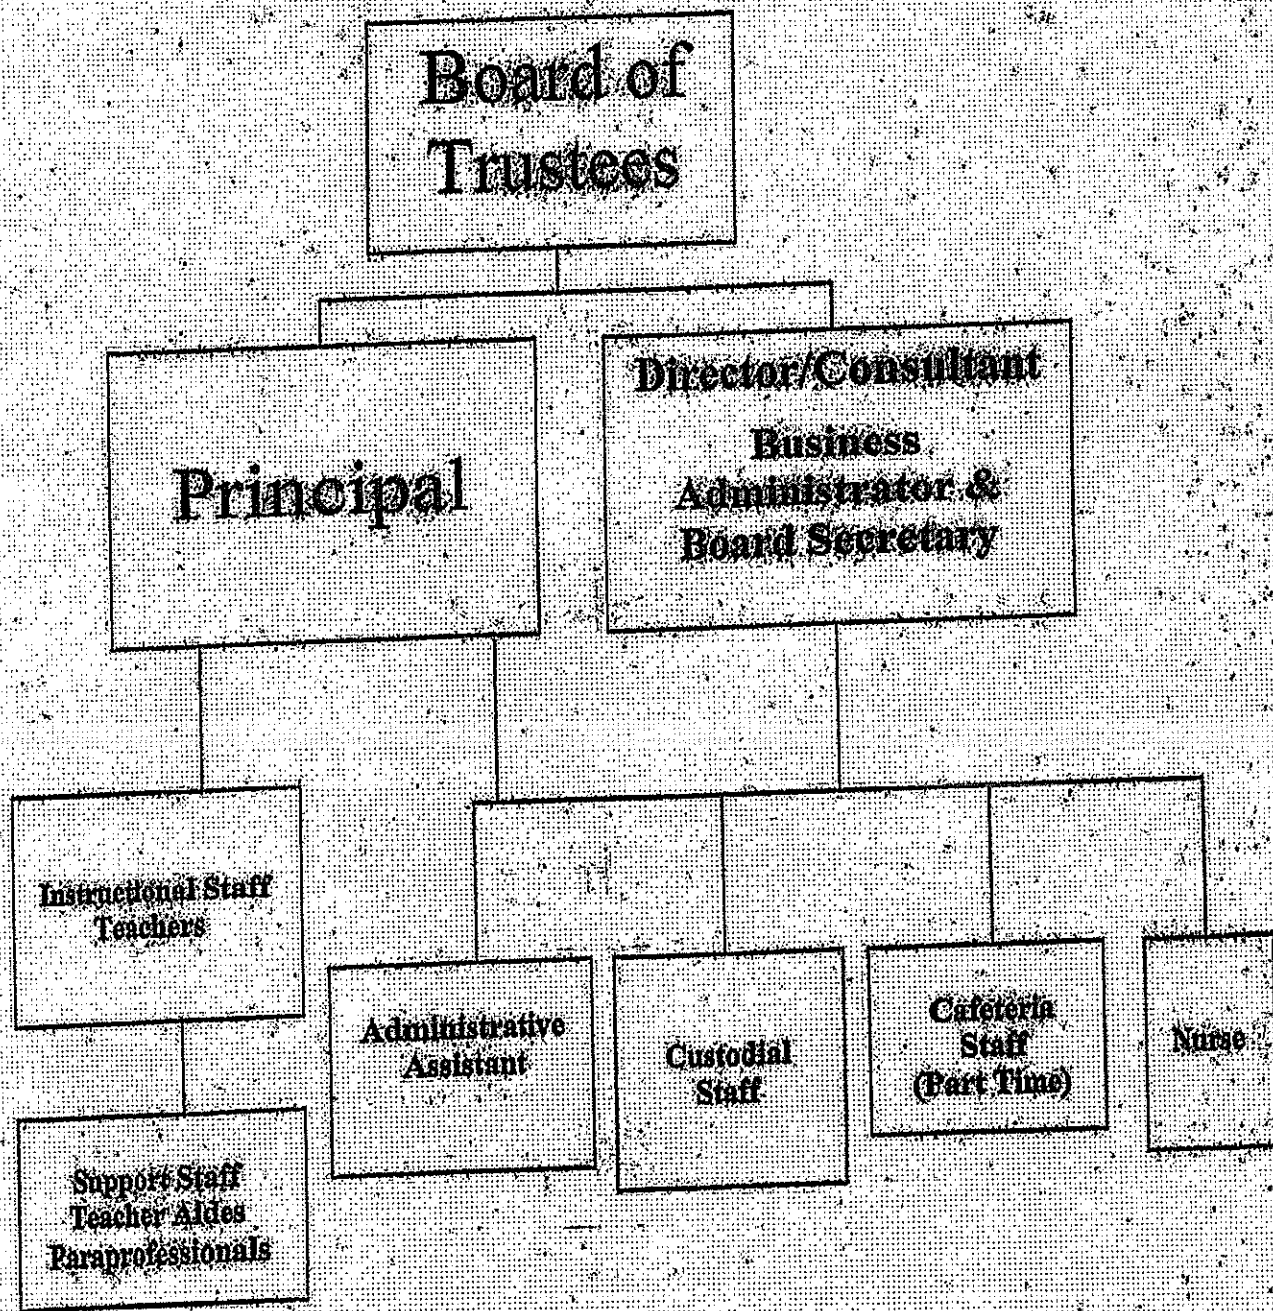 Board of
Trustees
Principal
Director/Consultant
Business
Administrator &
Board Secretary
Instructional Staff
Teachers
Administrative
Assistant
Custodial
Staff
Cafeteria
Staff
(Part Time)
Nurse
Support Staff
Teacher Aides
Paraprofessionals